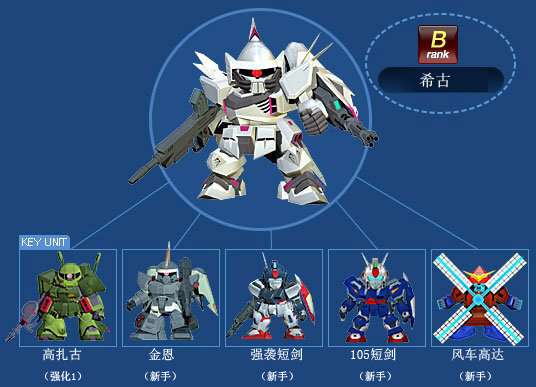 B
rank
希古
KEY UNIT
高扎古
金恩
强袭短剑
105短剑
风车高达
（强化1）
（新手）
（新手）
（新手）
（新手）